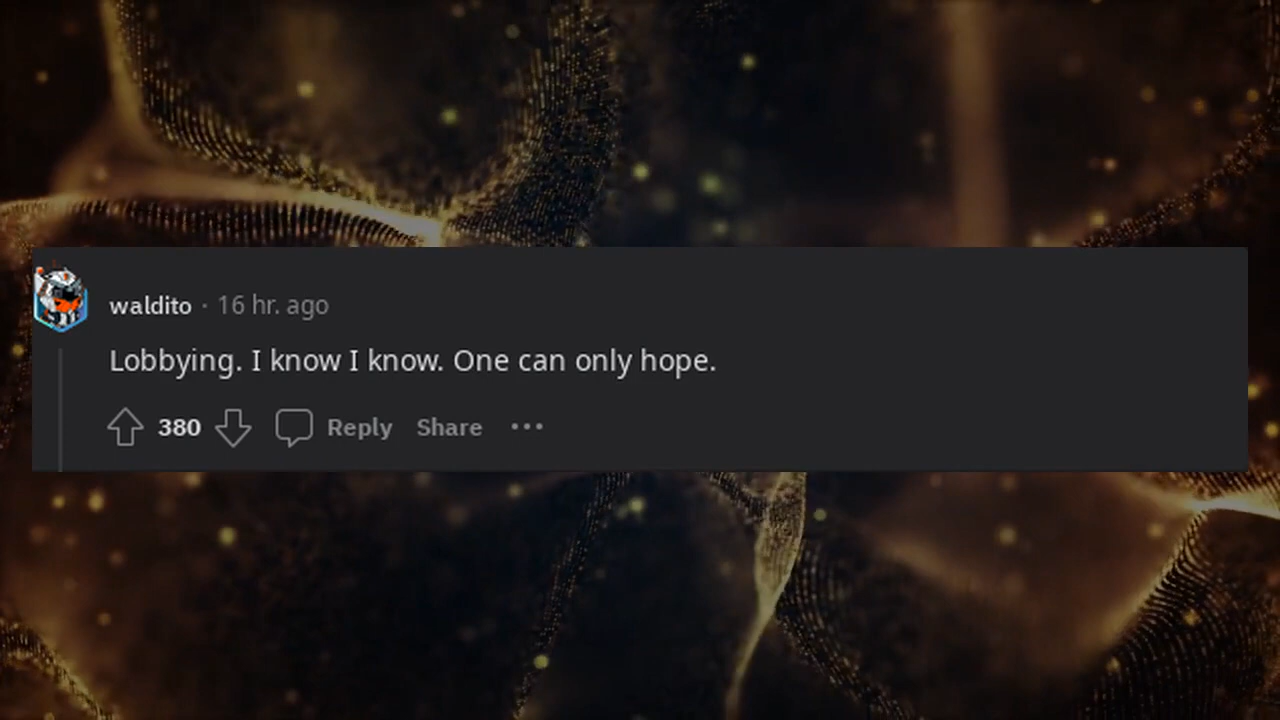 waldito · 16 hr. ago
Lobbying. I know I know. One can only hope.
380 Reply Share ···